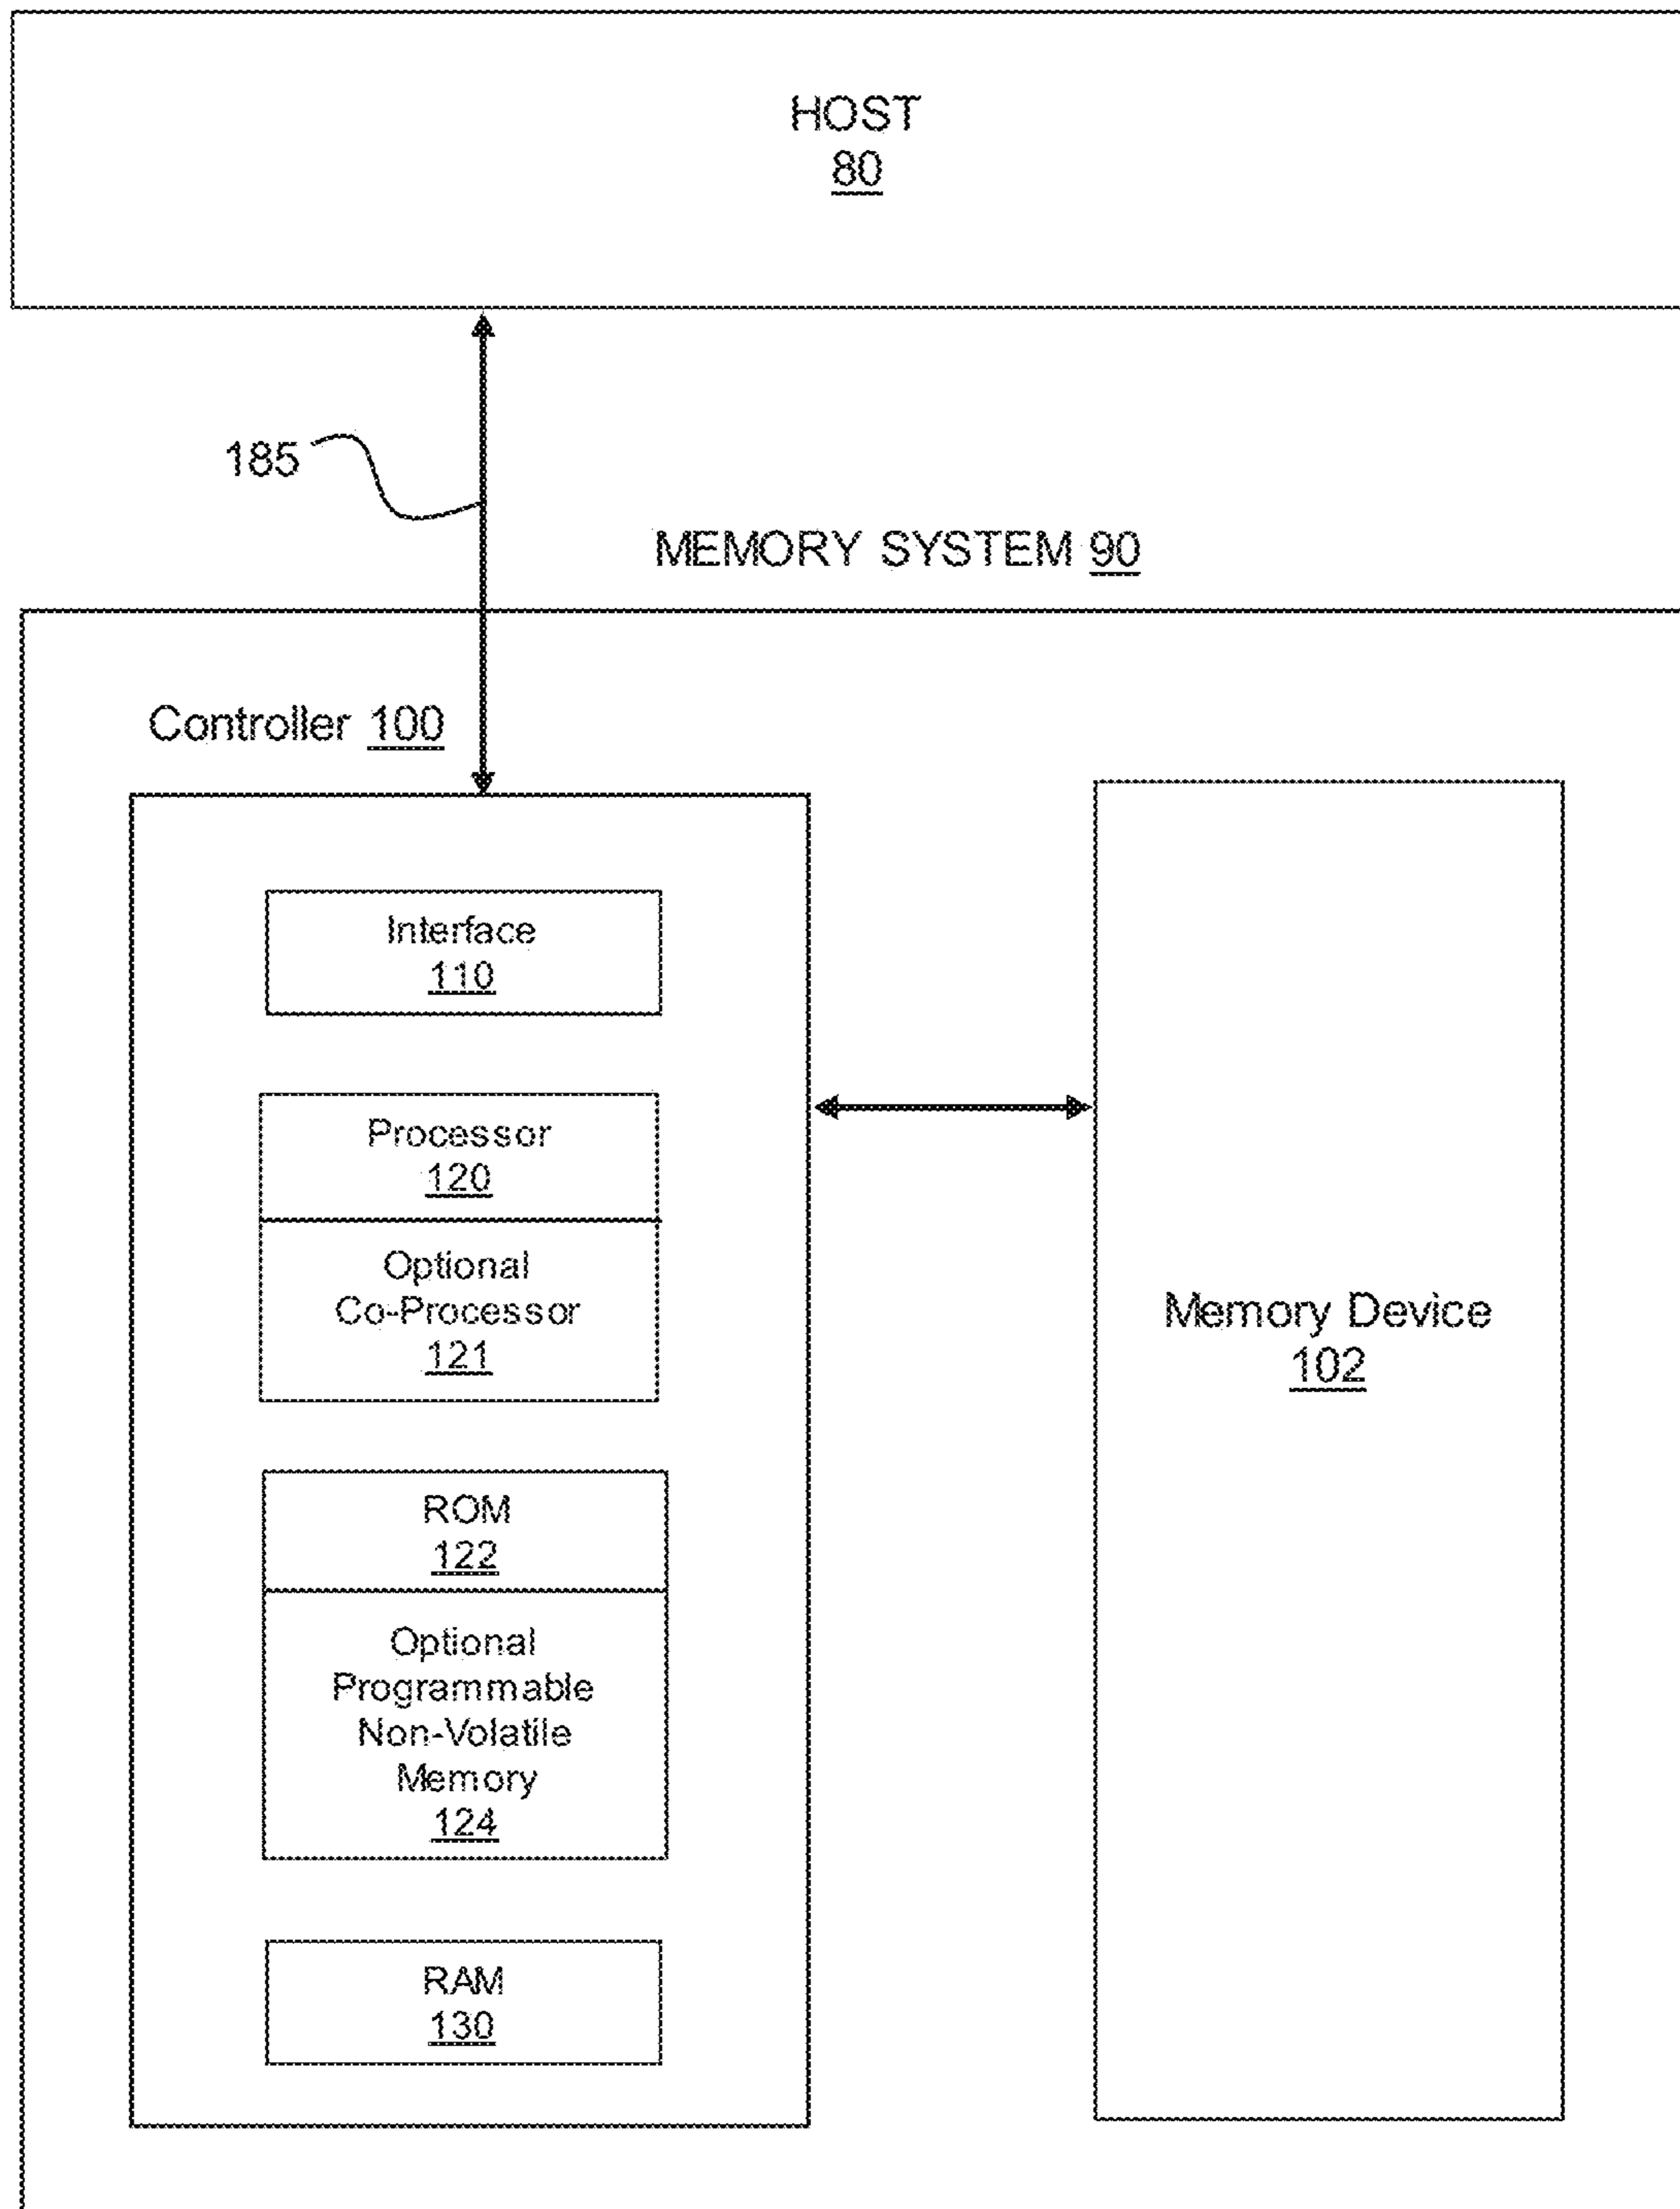 HOST
80
185
MEMORY SYSTEM 90
Controller 100
Interface
110
Processor
120
Optional
Co-Processor
121
ROM
122
Optional
Programmable
Non-Volatile
Memory
124
RAM
130
Memory Device
102